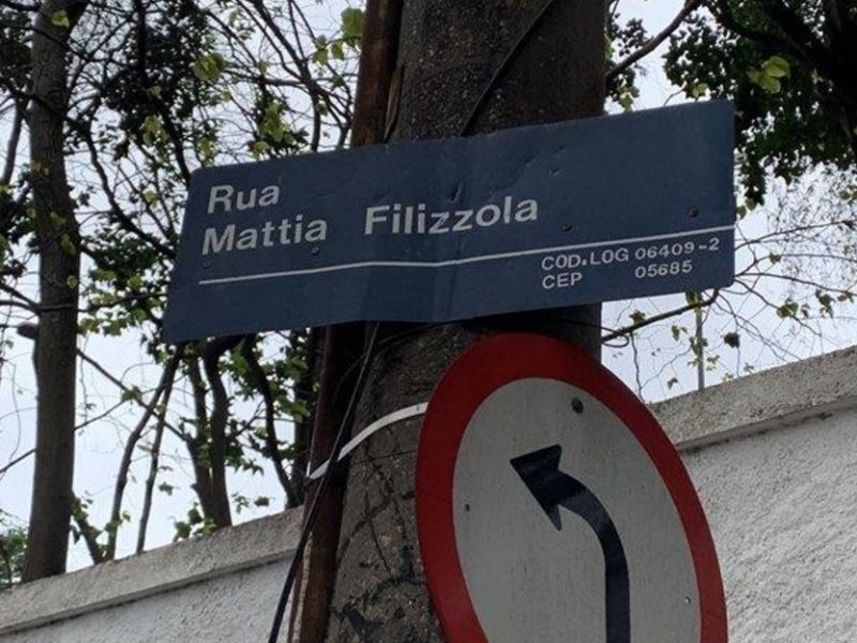 Rua
Mattia Filizzola
COD.LOG 06409-2
CEP 05685